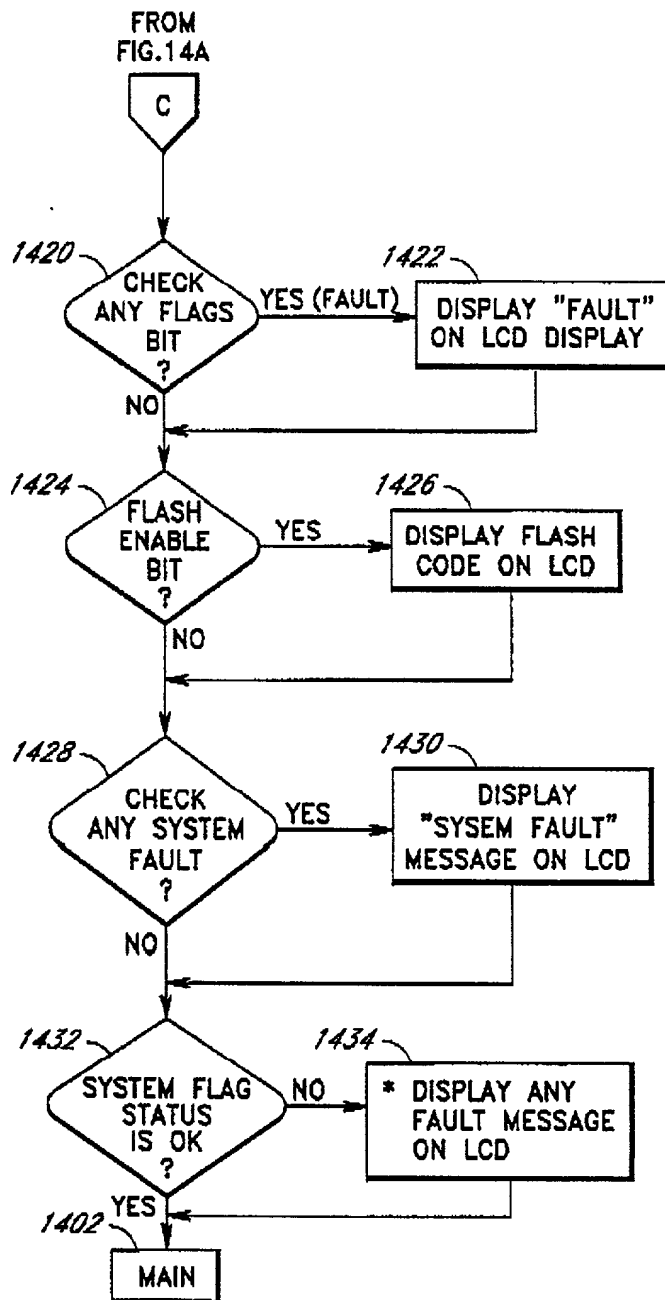 FROM
FIG.14A
C
1420
CHECK
ANY FLAGS
BIT
?
YES (FAULT)
1422
DISPLAY "FAULT"
ON LCD DISPLAY
NO
1424
FLASH
ENABLE
BIT
?
YES
1426
DISPLAY FLASH
CODE ON LCD
NO
1428
CHECK
ANY SYSTEM
FAULT
?
YES
1430
DISPLAY
"SYSEM FAULT"
MESSAGE ON LCD
NO
1432
SYSTEM FLAG
STATUS
IS OK
?
NO
1434
* DISPLAY ANY
FAULT MESSAGE
ON LCD
YES
1402
MAIN